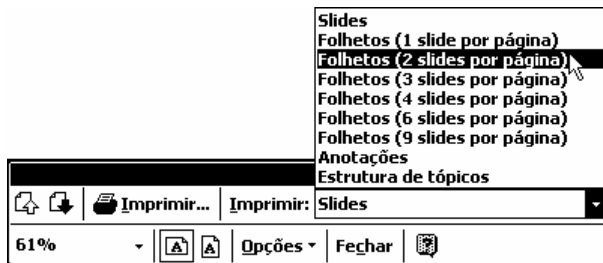 Slides
Folhetos (1 slide por página)
Folhetos (2 slides por página)
Folhetos (3 slides por página)
Folhetos (4 slides por página)
Folhetos (6 slides por página)
Folhetos (9 slides por página)
Anotações
Estrutura de tópicos
Imprimir... Imprimir: Slides
61% A A Opções Fechar